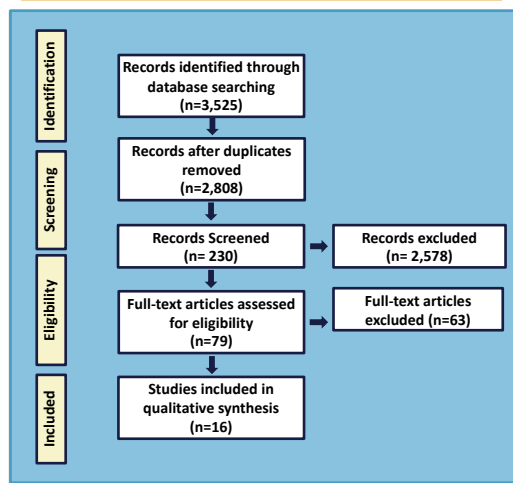 Identification
Records identified through
database searching
(n=3,525)
Screening
Records after duplicates
removed
(n=2,808)
Records Screened
(n= 230)
Records excluded
(n= 2,578)
Eligibility
Full-text articles assessed
for eligibility
(n=79)
Full-text articles
excluded (n=63)
Included
Studies included in
qualitative synthesis
(n=16)